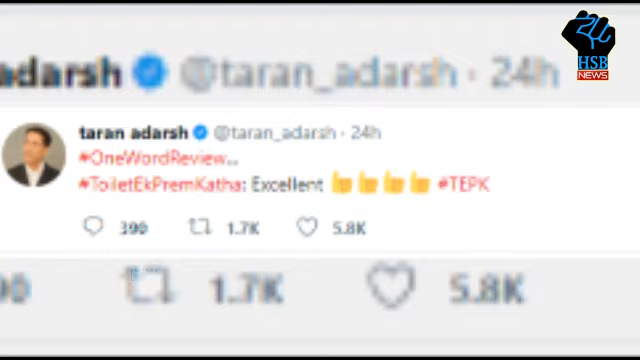 adarsh @taran_adarsh · 24h
HSB
NEWS
taran adarsh @taran_adarsh · 24h
#OneWordReview...
#ToiletEkPremKatha: Excellent 👍👍👍👍 #TEPK
390 1.7K 5.8K
90 1.7K 5.8K